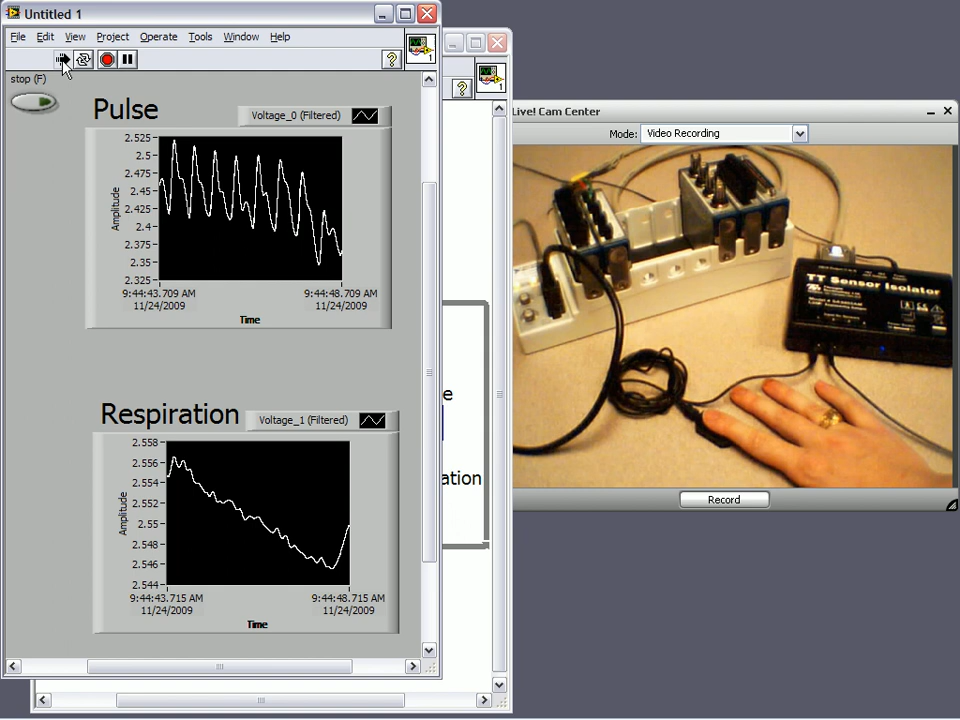 Untitled 1
File Edit View Project Operate Tools Window Help
stop (F)
Pulse
Voltage_0 (Filtered)
2.525
2.5
2.475
2.45
2.425
2.4
2.375
2.35
2.325
Amplitude
9:44:43.709 AM 9:44:48.709 AM
11/24/2009 11/24/2009
Time
Respiration
Voltage_1 (Filtered)
2.558
2.556
2.554
2.552
2.55
2.548
2.546
2.544
Amplitude
9:44:43.715 AM 9:44:48.715 AM
11/24/2009 11/24/2009
Time
e
ation
1
1
Live! Cam Center
Mode: Video Recording
TT Sensor Isolator
Record